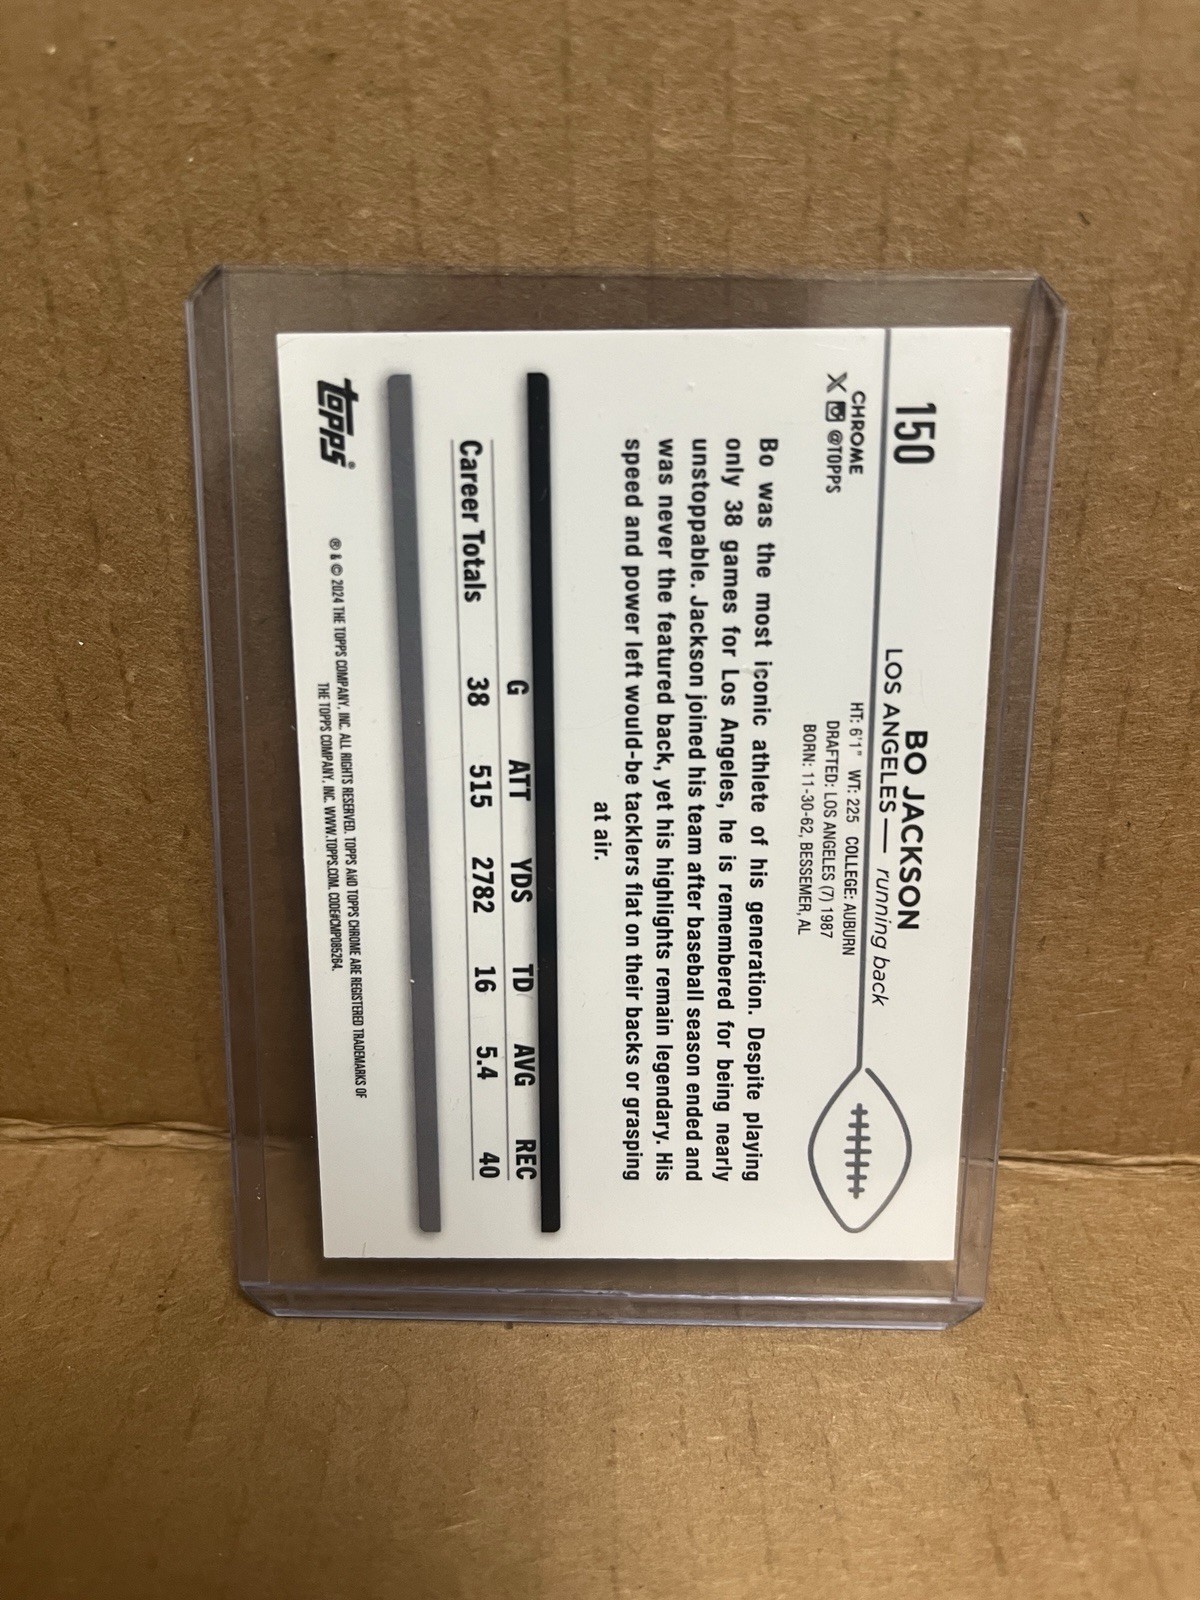 150
BO JACKSON
LOS ANGELES — running back
CHROME
X @TOPPS
HT: 6'1" WT: 225 COLLEGE: AUBURN
DRAFTED: LOS ANGELES (7) 1987
BORN: 11-30-62, BESSEMER, AL
Bo was the most iconic athlete of his generation. Despite playing
only 38 games for Los Angeles, he is remembered for being nearly
unstoppable. Jackson joined his team after baseball season ended and
was never the featured back, yet his highlights remain legendary. His
speed and power left would-be tacklers flat on their backs or grasping
at air.
G ATT YDS TD AVG REC
Career Totals 38 515 2782 16 5.4 40
topps®
® & © 2024 THE TOPPS COMPANY, INC. ALL RIGHTS RESERVED. TOPPS AND TOPPS CHROME ARE REGISTERED TRADEMARKS OF
THE TOPPS COMPANY, INC. WWW.TOPPS.COM. CODE#CMP085264.